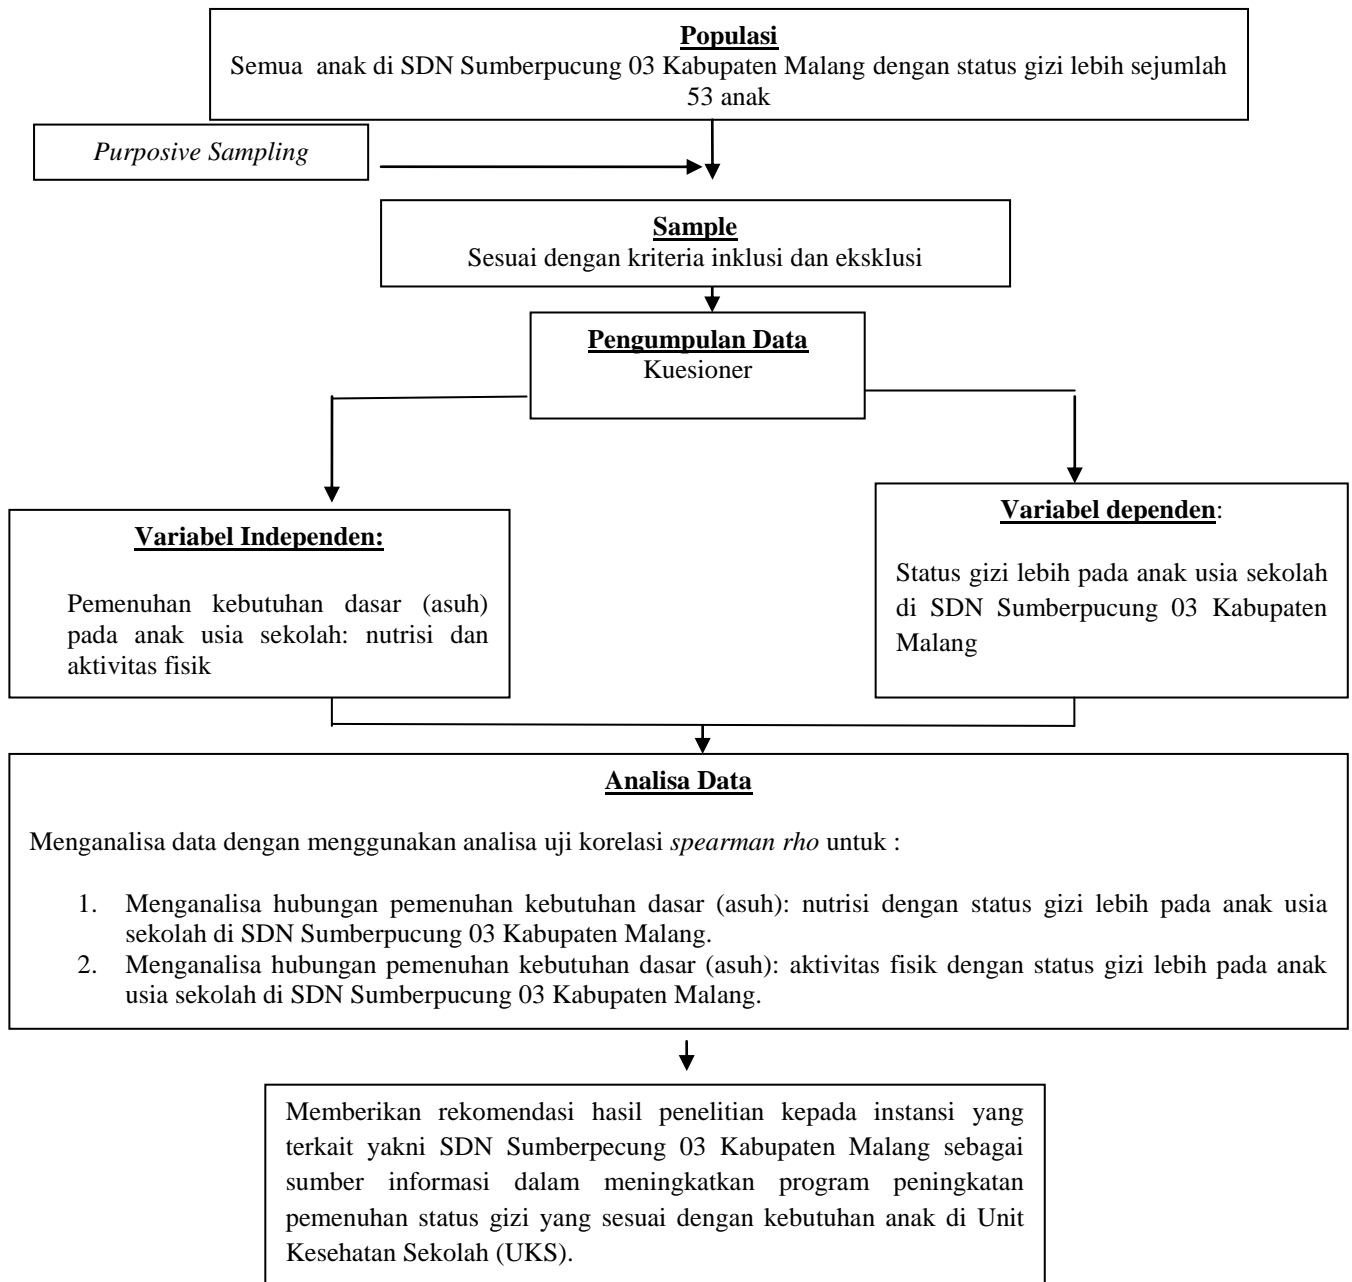 Populasi
Semua anak di SDN Sumberpucung 03 Kabupaten Malang dengan status gizi lebih sejumlah
53 anak
Purposive Sampling
Sample
Sesuai dengan kriteria inklusi dan eksklusi
Pengumpulan Data
Kuesioner
Variabel Independen:
Pemenuhan kebutuhan dasar (asuh)
pada anak usia sekolah: nutrisi dan
aktivitas fisik
Variabel dependen:
Status gizi lebih pada anak usia sekolah
di SDN Sumberpucung 03 Kabupaten
Malang
Analisa Data
Menganalisa data dengan menggunakan analisa uji korelasi spearman rho untuk :
1. Menganalisa hubungan pemenuhan kebutuhan dasar (asuh): nutrisi dengan status gizi lebih pada anak usia
sekolah di SDN Sumberpucung 03 Kabupaten Malang.
2. Menganalisa hubungan pemenuhan kebutuhan dasar (asuh): aktivitas fisik dengan status gizi lebih pada anak
usia sekolah di SDN Sumberpucung 03 Kabupaten Malang.
Memberikan rekomendasi hasil penelitian kepada instansi yang
terkait yakni SDN Sumberpecung 03 Kabupaten Malang sebagai
sumber informasi dalam meningkatkan program peningkatan
pemenuhan status gizi yang sesuai dengan kebutuhan anak di Unit
Kesehatan Sekolah (UKS).